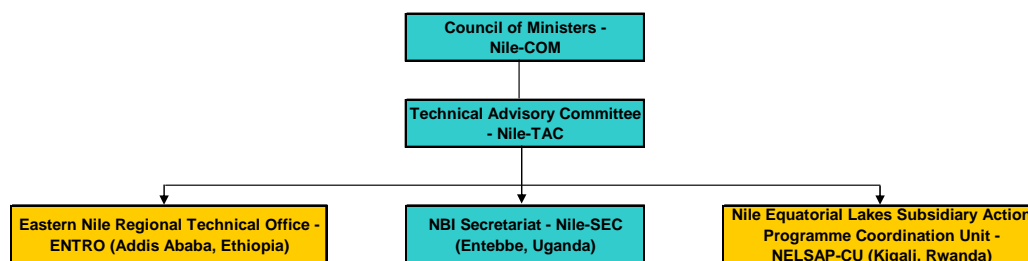 Council of Ministers -
Nile-COM
Technical Advisory Committee
- Nile-TAC
Eastern Nile Regional Technical Office -
ENTRO (Addis Ababa, Ethiopia)
NBI Secretariat - Nile-SEC
(Entebbe, Uganda)
Nile Equatorial Lakes Subsidiary Action
Programme Coordination Unit -
NELSAP-CU (Kigali, Rwanda)